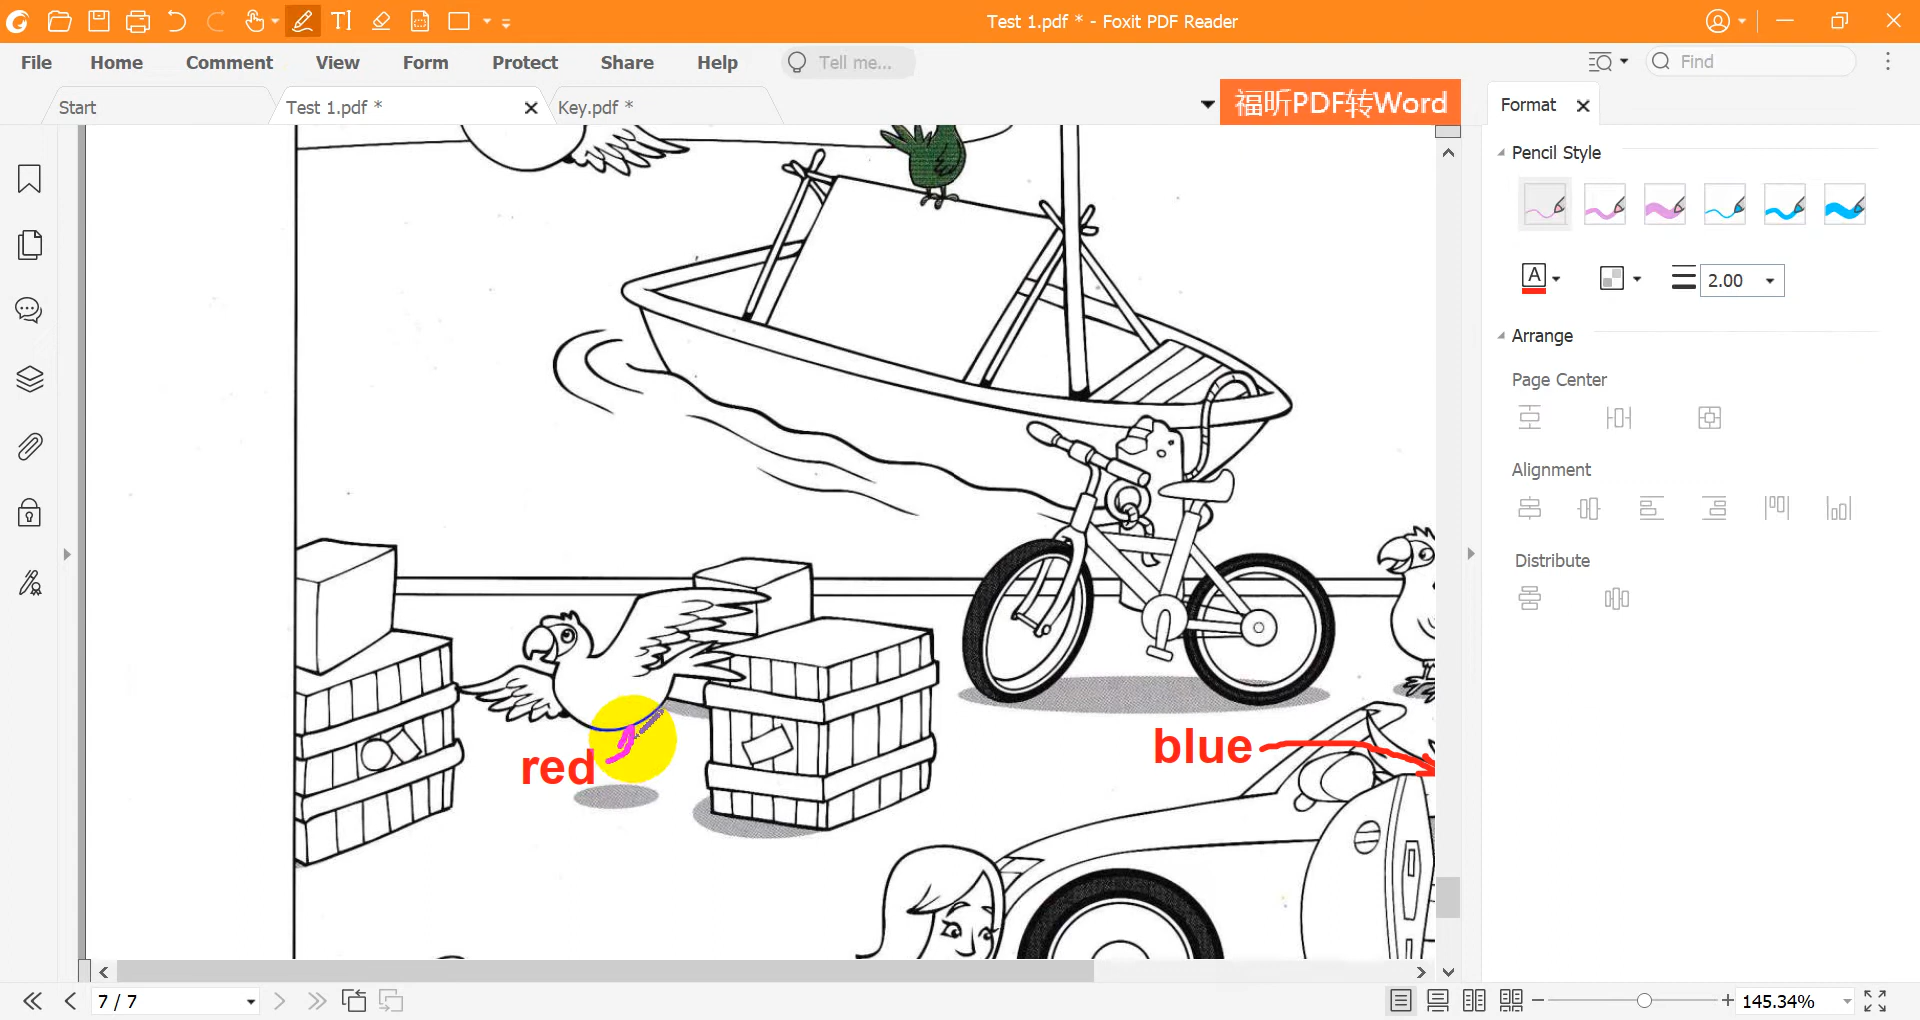 Test 1.pdf * - Foxit PDF Reader
File Home Comment View Form Protect Share Help Tell me... Find
Start Test 1.pdf * Key.pdf * 福昕PDF转Word Format
Pencil Style
A 2.00
Arrange
Page Center
Alignment
Distribute
blue
red
7 / 7 145.34%